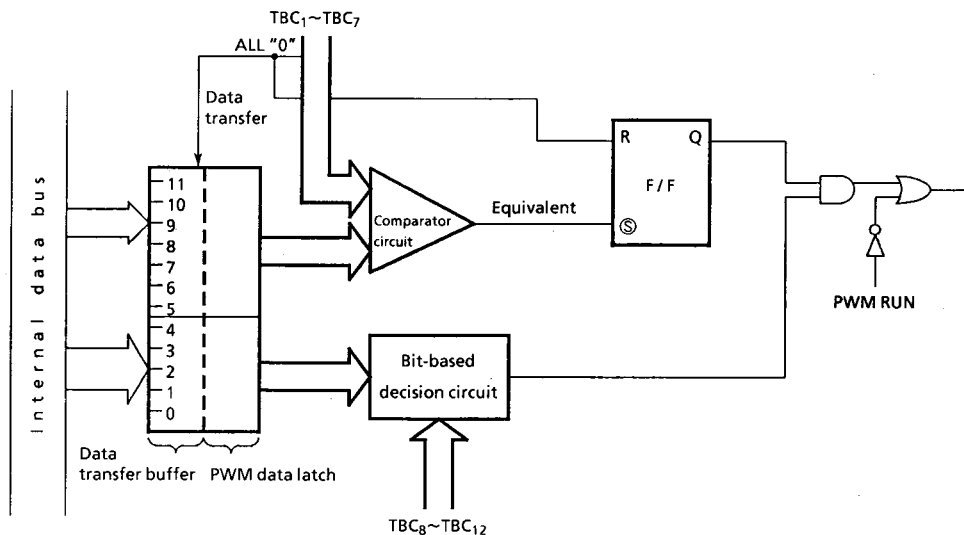 TBC₁~TBC₇
ALL "0"
Data
transfer
Internal data bus
11
10
9
8
7
6
5
4
3
2
1
0
Comparator
circuit
Equivalent
R
Q
F/F
Ⓢ
PWM RUN
Bit-based
decision circuit
Data
transfer buffer
PWM data latch
TBC₈~TBC₁₂